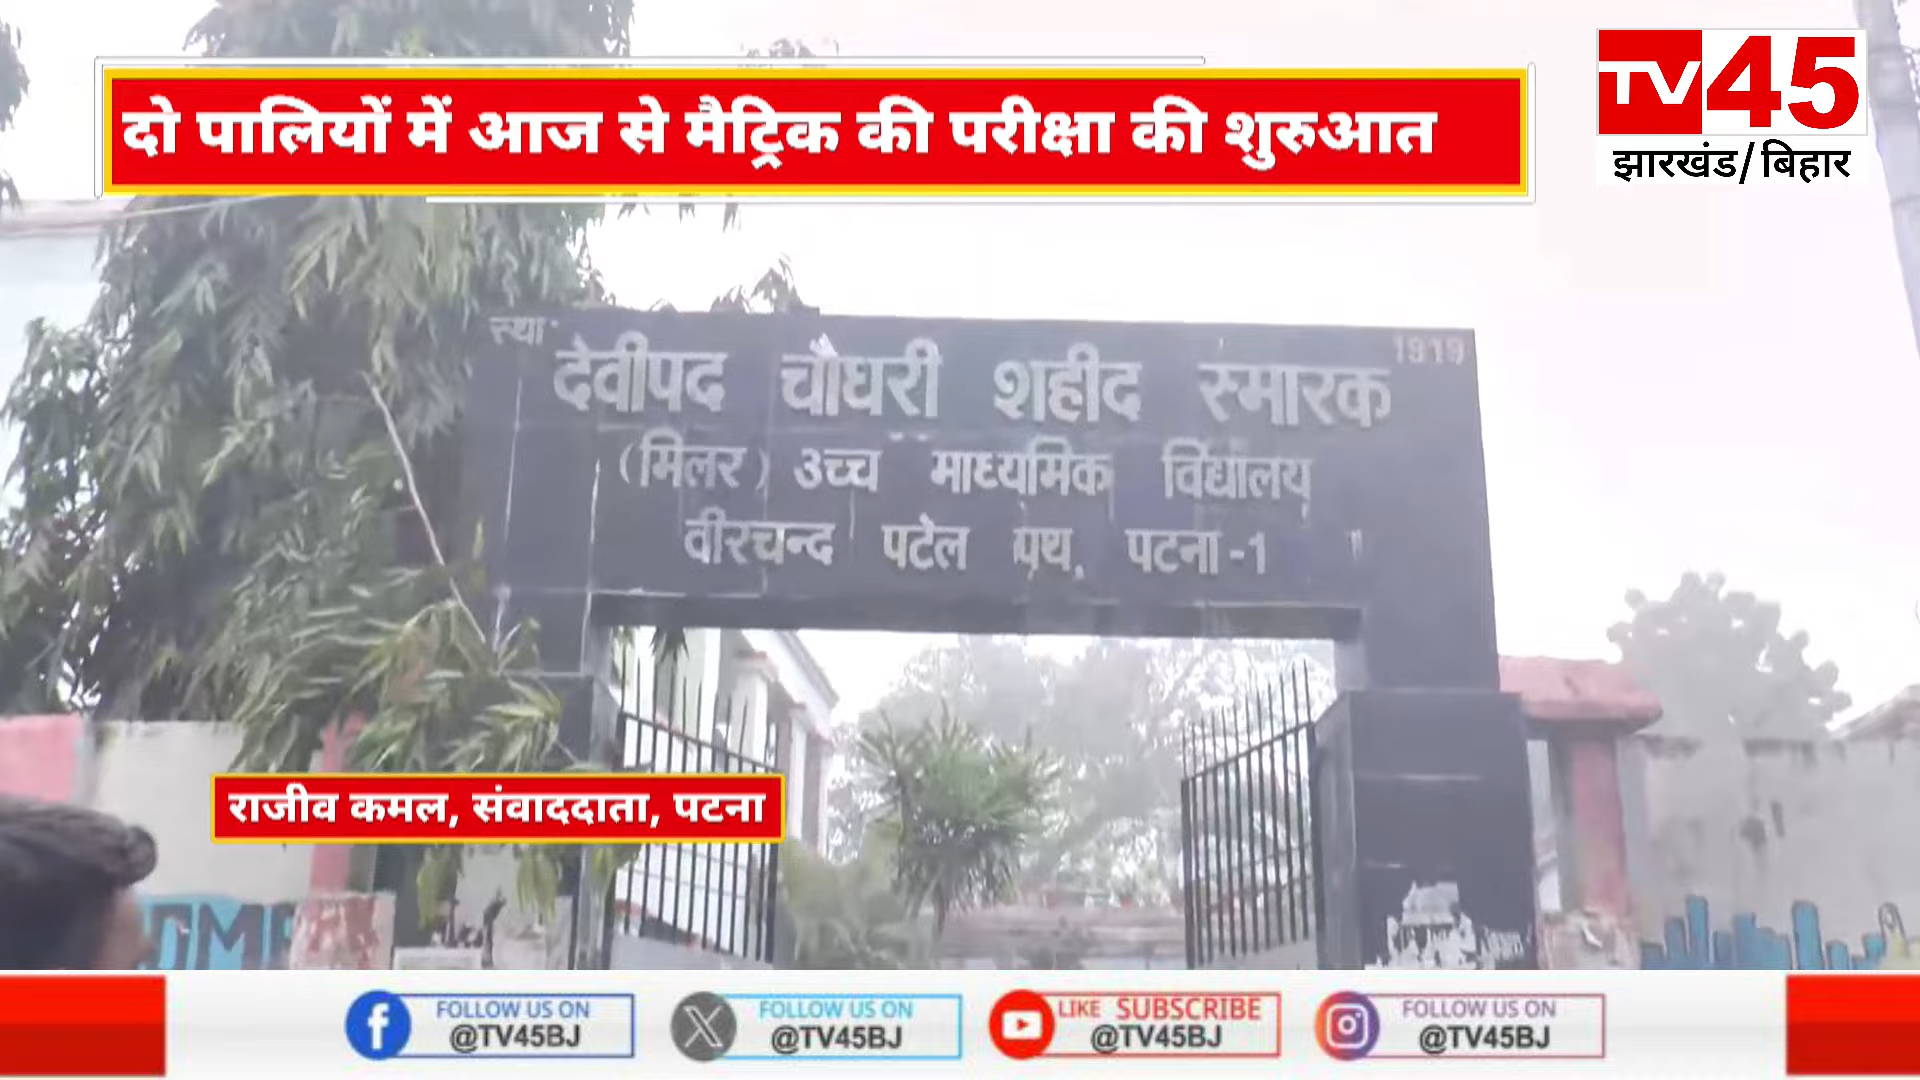 दो पालियों में आज से मैट्रिक की परीक्षा की शुरुआत
TV45
झारखंड/बिहार
स्था० 1919
देवीपद चौधरी शहीद स्मारक
(मिलर) उच्च माध्यमिक विद्यालय
वीरचन्द पटेल पथ, पटना-1
राजीव कमल, संवाददाता, पटना
FOLLOW US ON
@TV45BJ
FOLLOW US ON
@TV45BJ
LIKE SUBSCRIBE
@TV45BJ
FOLLOW US ON
@TV45BJ